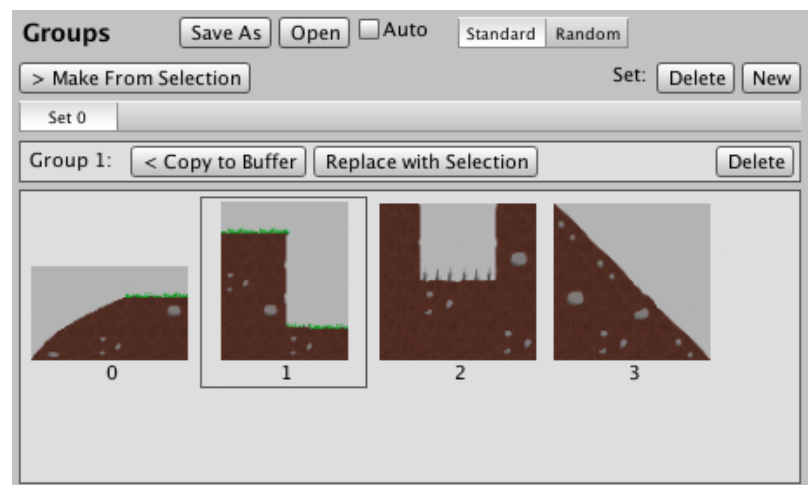 Groups Save As Open Auto Standard Random
> Make From Selection Set: Delete New
Set 0
Group 1: < Copy to Buffer Replace with Selection Delete
0 1 2 3